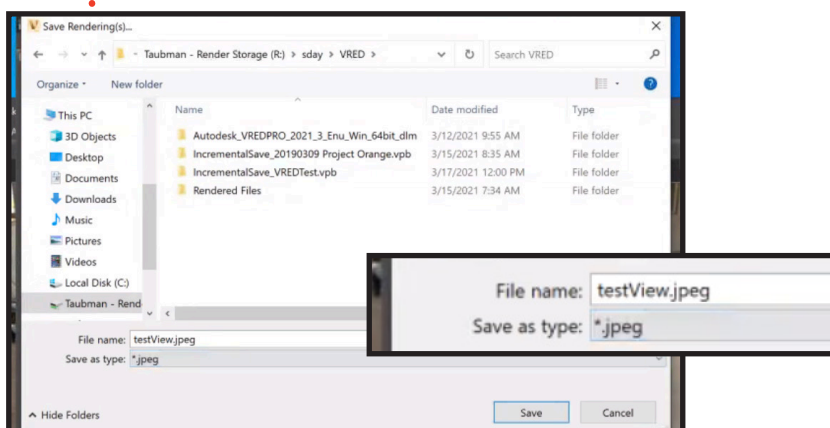 Save Rendering(s)...
Taubman - Render Storage (R:) > sday > VRED >
Search VRED
Organize
New folder
Name
Date modified
Type
This PC
3D Objects
Desktop
Documents
Downloads
Music
Pictures
Videos
Local Disk (C:)
Taubman - Rend
Autodesk_VREDPRO_2021_3_Enu_Win_64bit_dlm 3/12/2021 9:55 AM File folder
IncrementalSave_20190309 Project Orange.vpb 3/15/2021 8:35 AM File folder
IncrementalSave_VREDTest.vpb 3/17/2021 12:00 PM File folder
Rendered Files 3/15/2021 7:34 AM File folder
File name: testView.jpeg
Save as type: *.jpeg
File name: testView.jpeg
Save as type: *.jpeg
Hide Folders
Save
Cancel